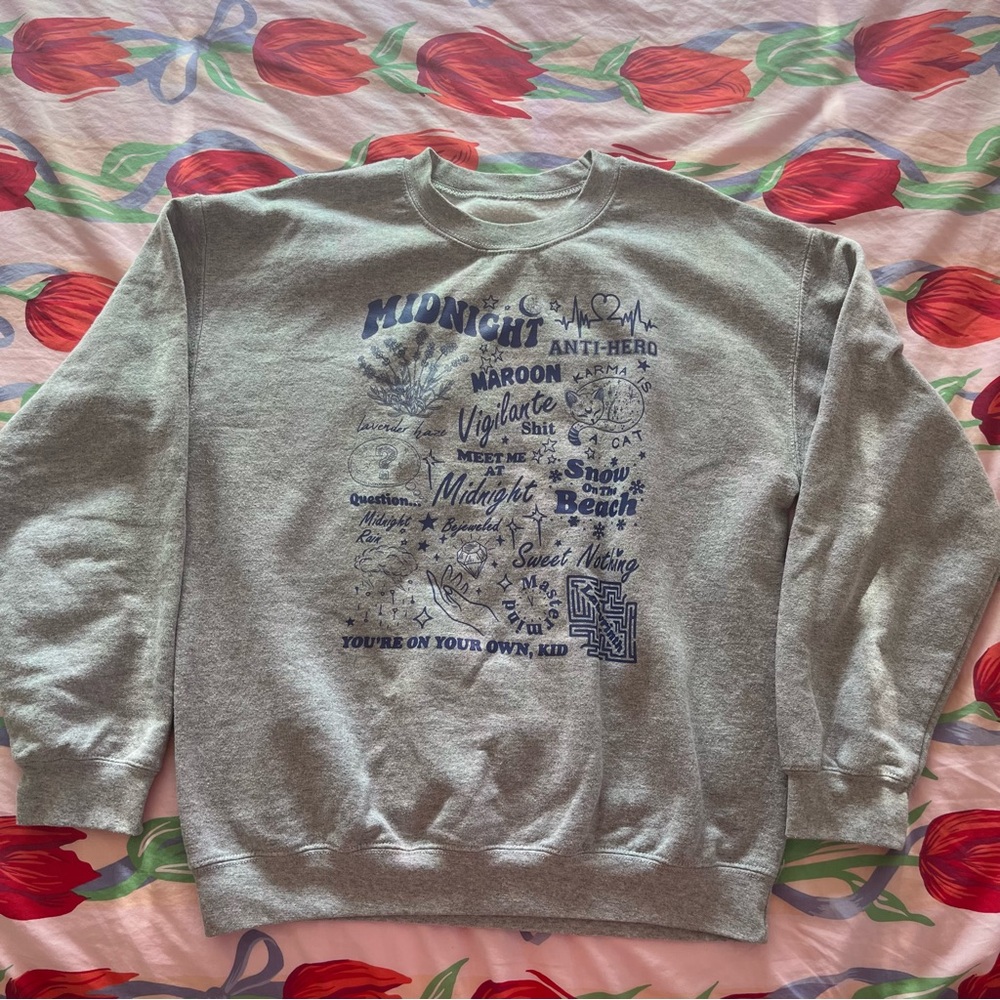 MIDNIGHT
ANTI-HERO
MAROON
KARMA IS
A CAT
lavender haze
Vigilante
Shit
MEET ME
AT
Midnight
?
Question...
Snow
On The
Beach
Midnight
Rain
Bejeweled
Sweet Nothing
Mastermind
YOU'RE ON YOUR OWN, KID